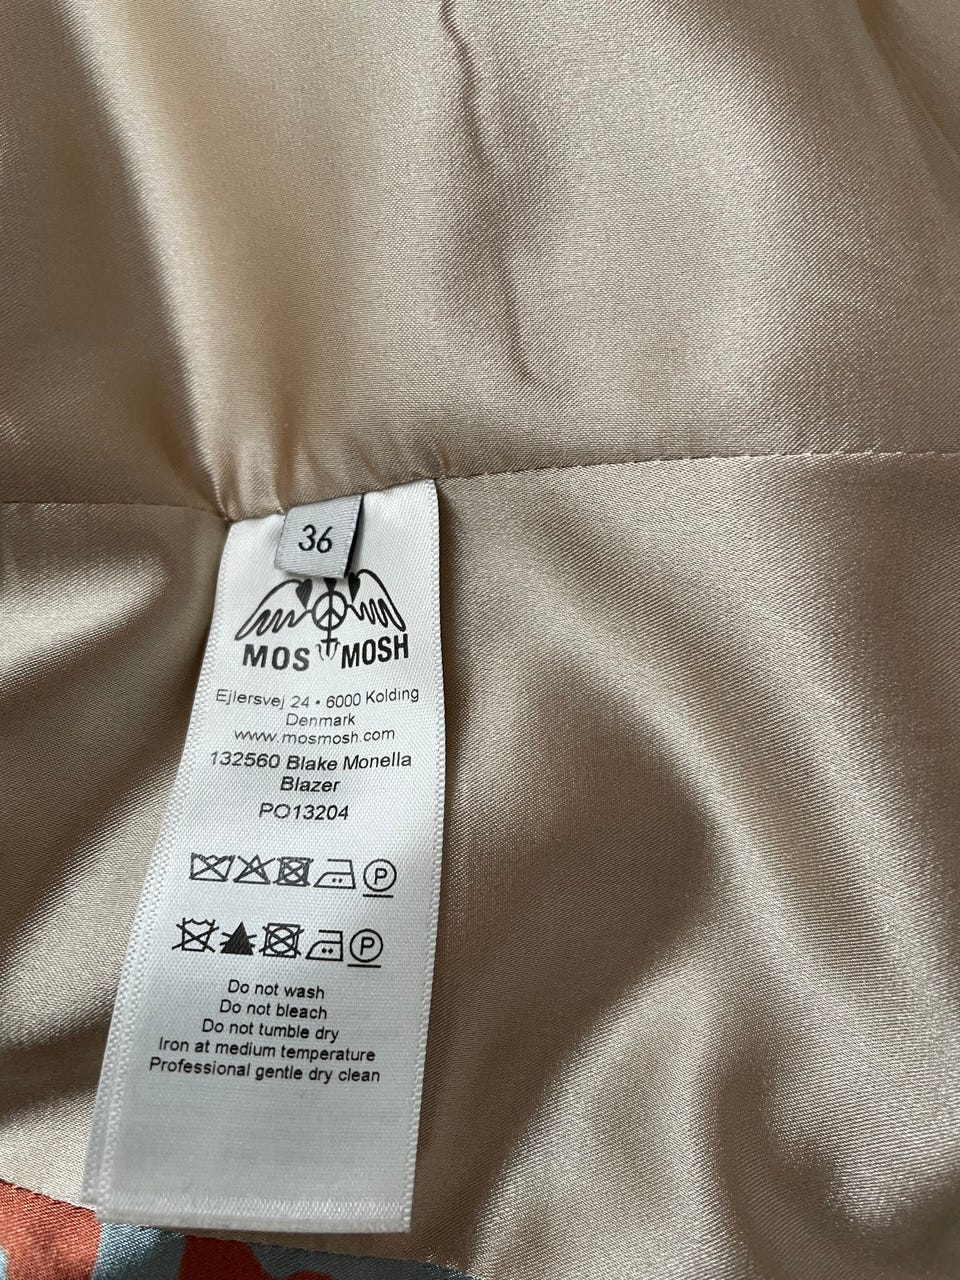 36
MOS MOSH
Ejlersvej 24 • 6000 Kolding
Denmark
www.mosmosh.com
132560 Blake Monella
Blazer
PO13204
P
P
Do not wash
Do not bleach
Do not tumble dry
Iron at medium temperature
Professional gentle dry clean